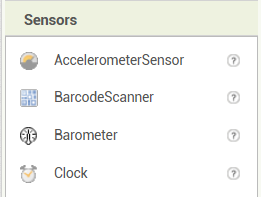 Sensors
AccelerometerSensor ?
BarcodeScanner ?
Barometer ?
Clock ?